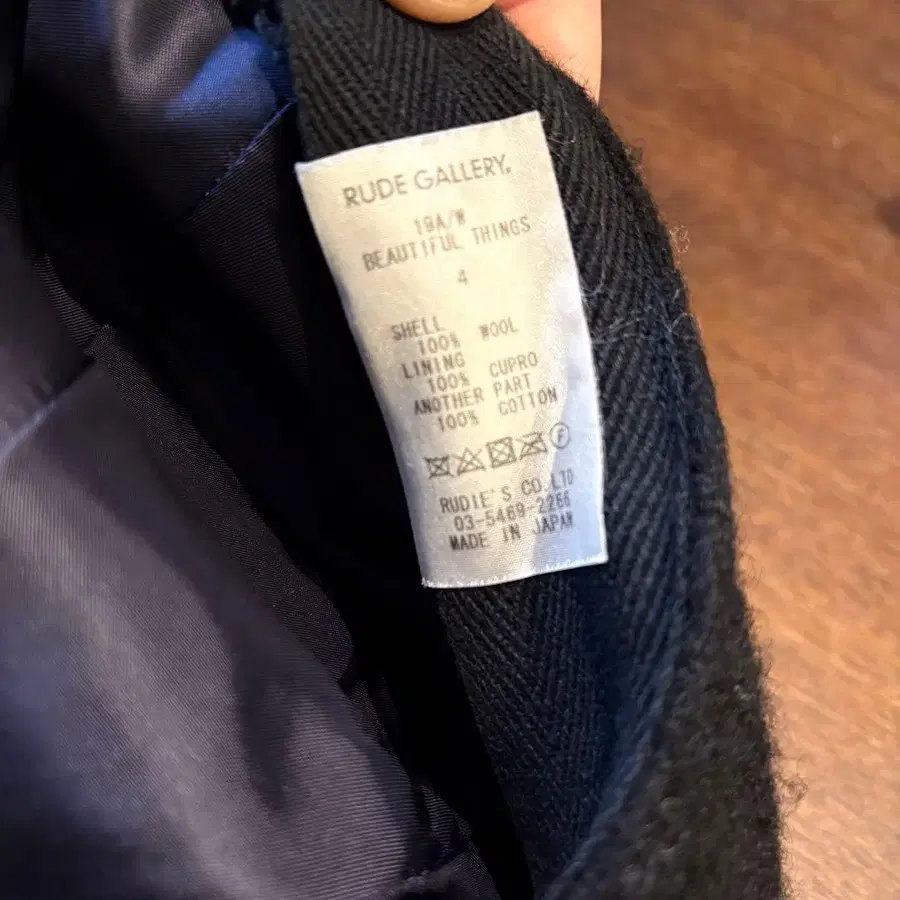 RUDE GALLERY.
19A/W
BEAUTIFUL THINGS
4
SHELL
100% WOOL
LINING
100% CUPRO
ANOTHER PART
100% COTTON
F
RUDIE'S CO.LTD
03-5469-2266
MADE IN JAPAN